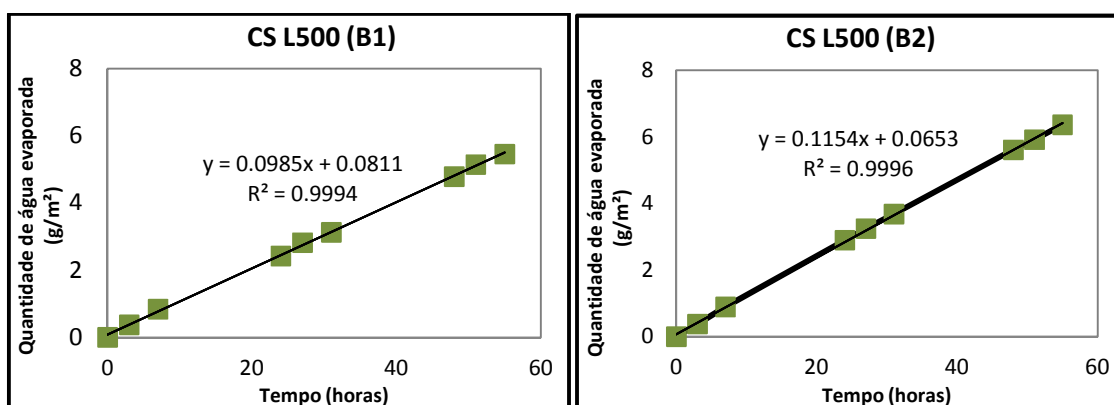 CS L500 (B1)
Quantidade de água evaporada
(g/m²)
8
6
4
2
0
y = 0.0985x + 0.0811
R² = 0.9994
0 20 40 60
Tempo (horas)
CS L500 (B2)
Quantidade de água evaporada
(g/m²)
8
6
4
2
0
y = 0.1154x + 0.0653
R² = 0.9996
0 20 40 60
Tempo (horas)